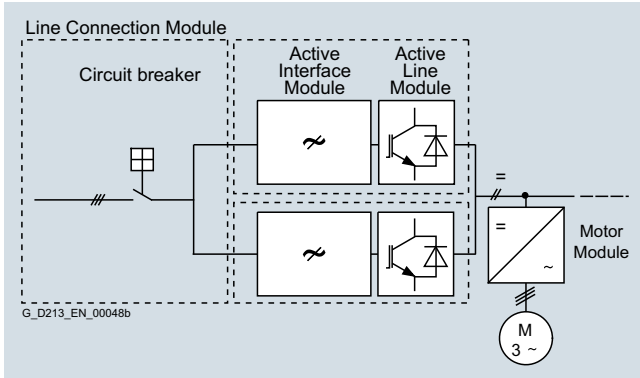 Line Connection Module
Circuit breaker
Active
Interface
Module
Active
Line
Module
=
=
~
Motor
Module
M
3 ~
G_D213_EN_00048b